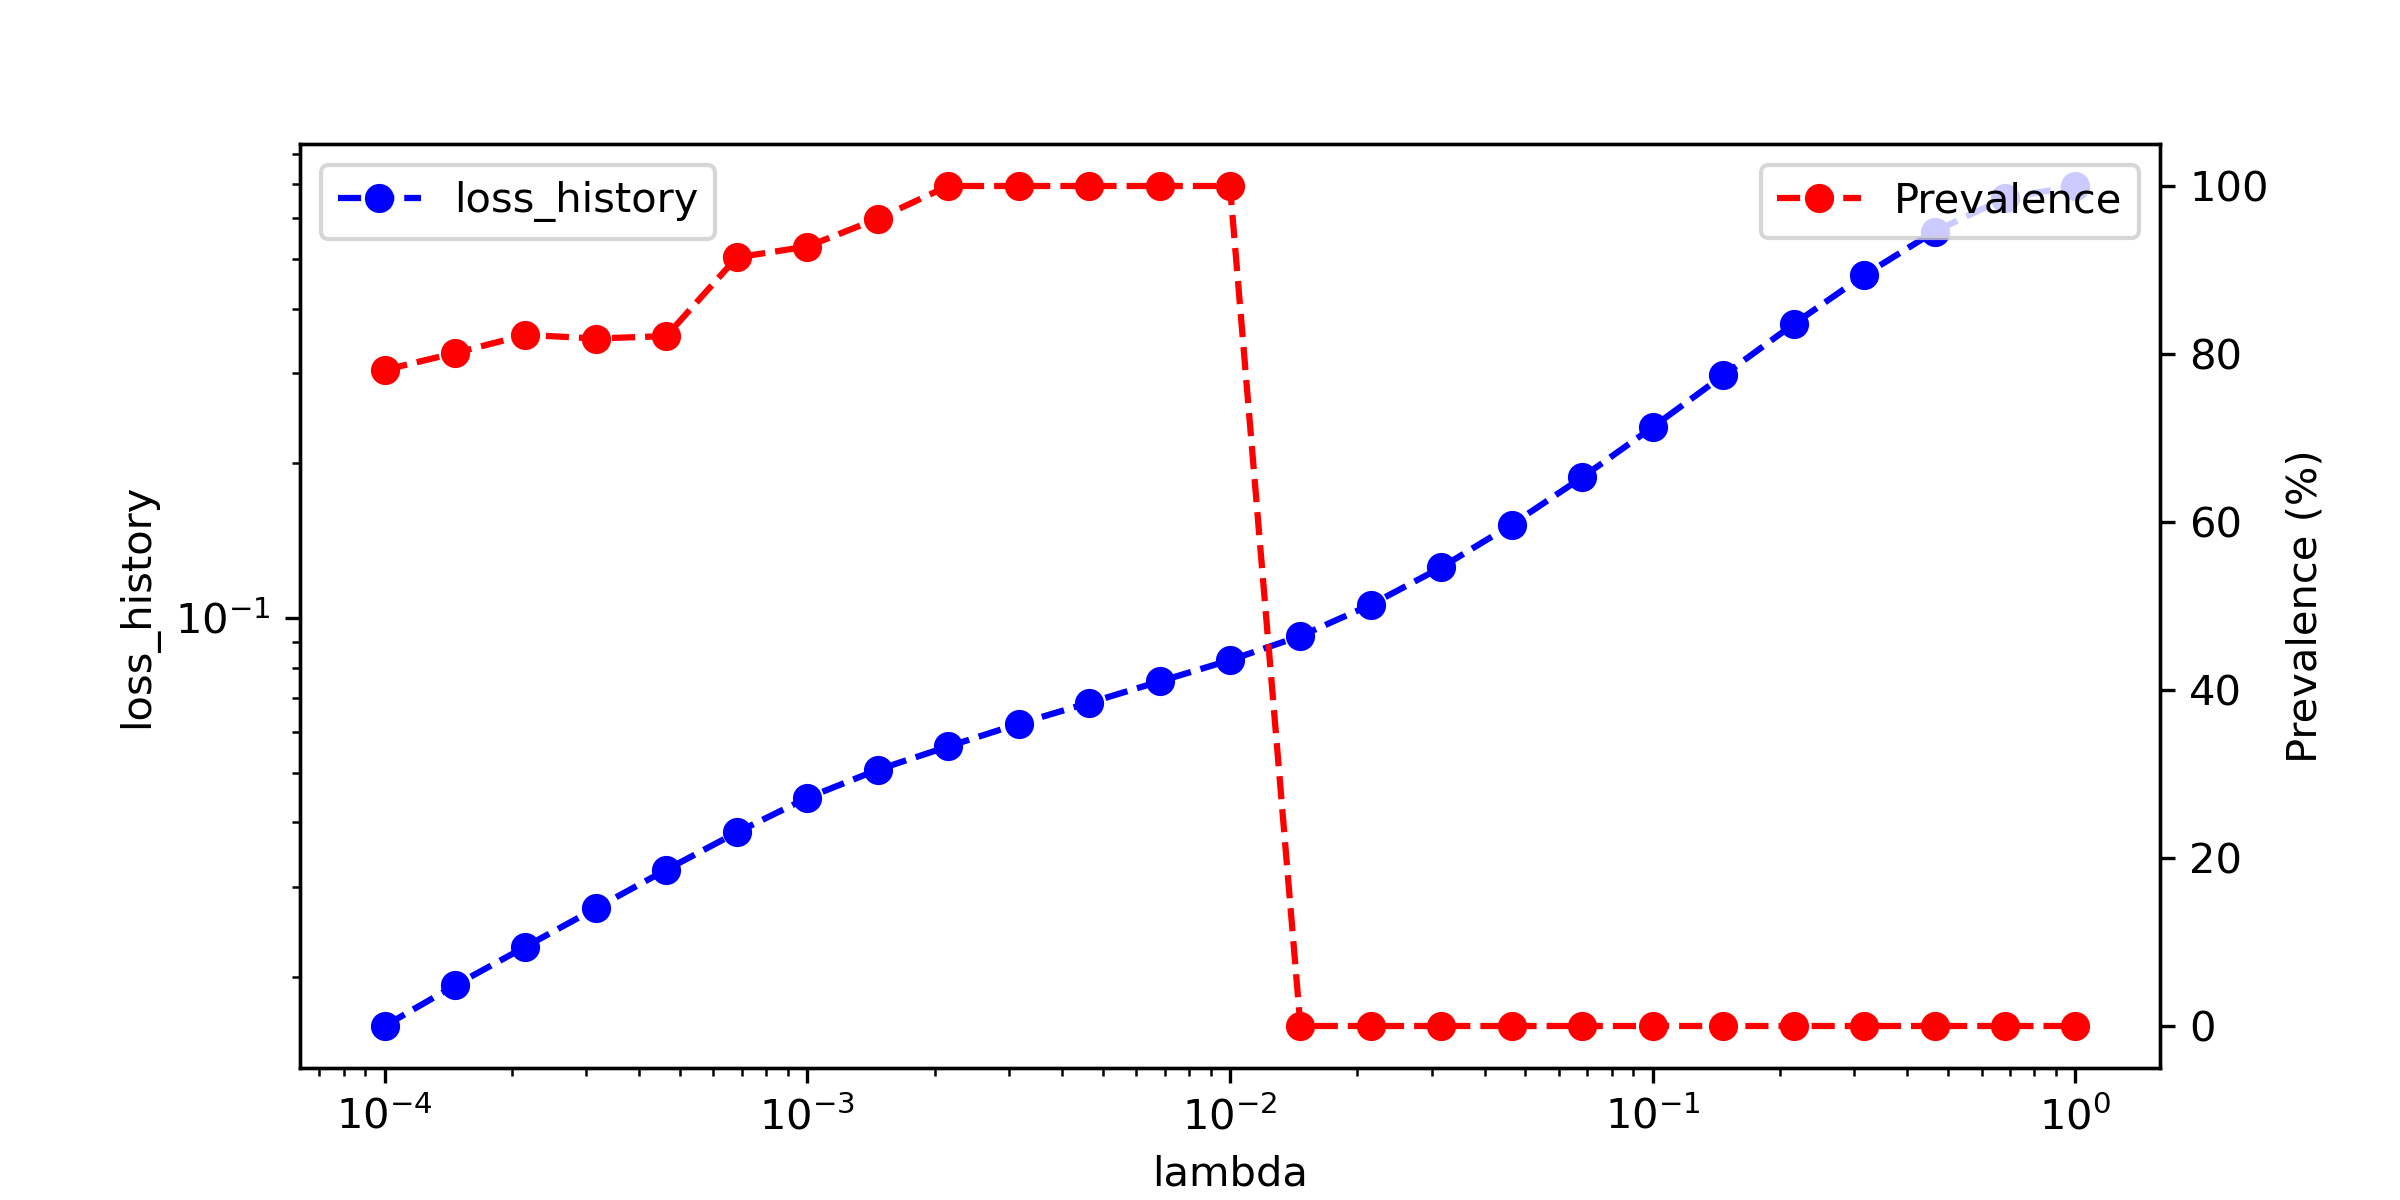 loss_history
Prevalence
100
80
60
40
20
0
10⁻¹
loss_history
Prevalence (%)
10⁻⁴ 10⁻³ 10⁻² 10⁻¹ 10⁰
lambda